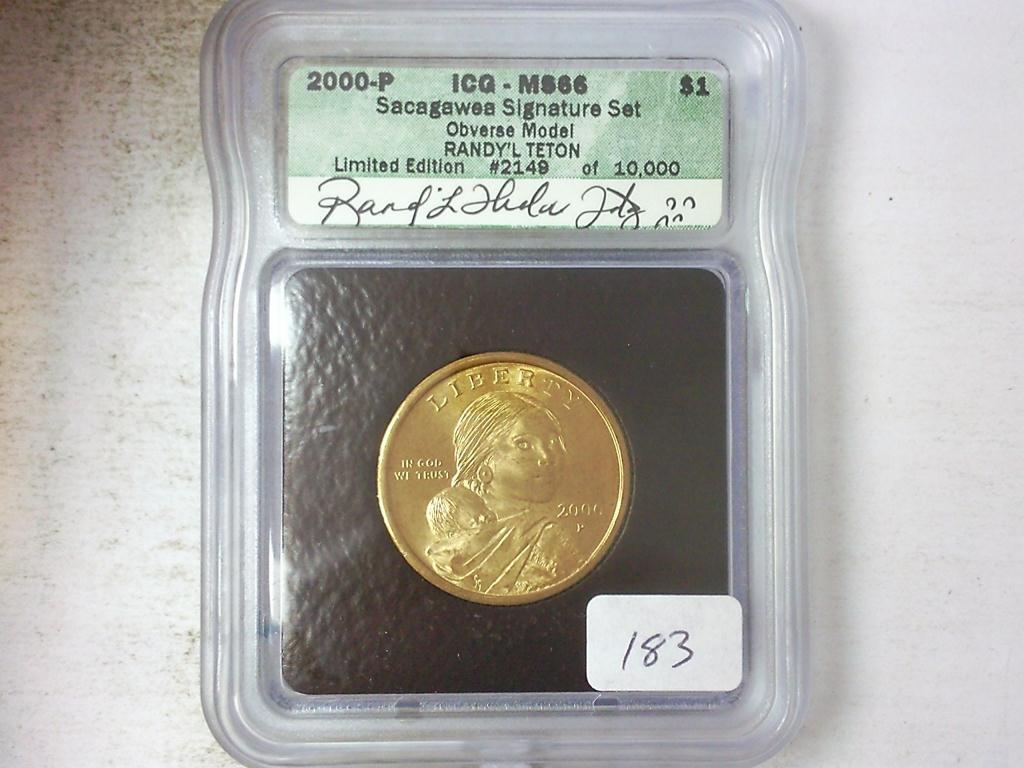 2000-P ICG - MS66 $1
Sacagawea Signature Set
Obverse Model
RANDY'L TETON
Limited Edition #2149 of 10,000
LIBERTY
IN GOD
WE TRUST
2000
P
183